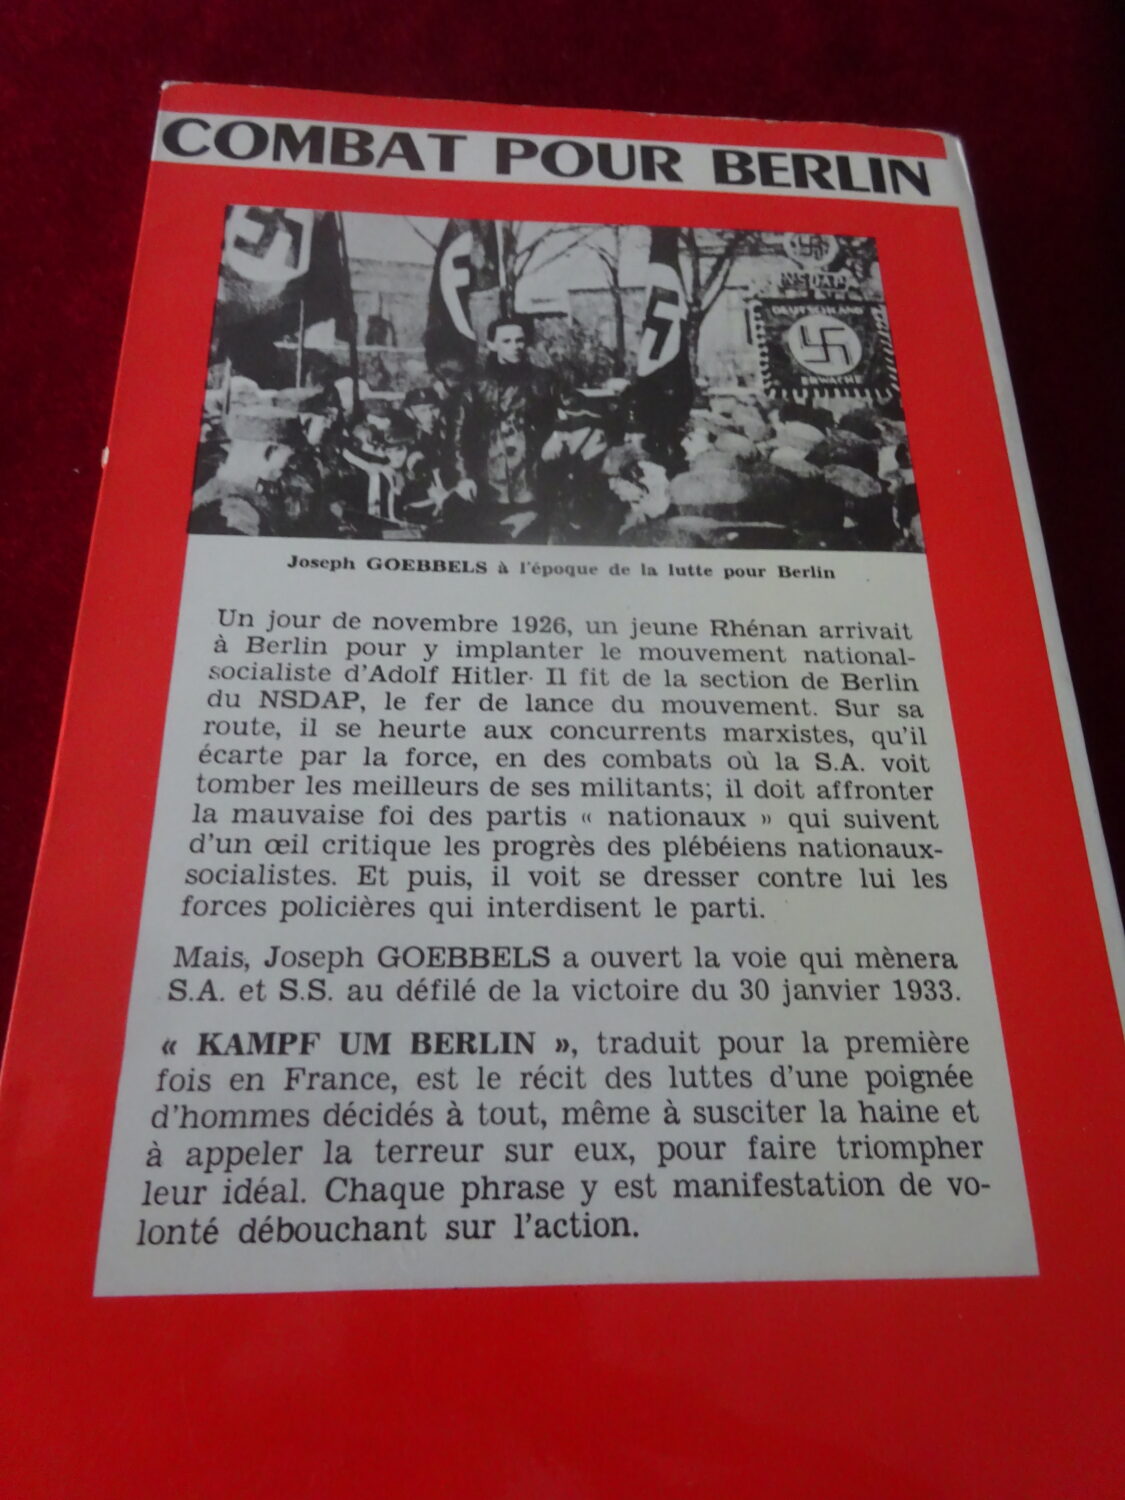 COMBAT POUR BERLIN
NSDAP
DEUTSCHLAND
ERWACHE
Joseph GOEBBELS à l'époque de la lutte pour Berlin
Un jour de novembre 1926, un jeune Rhénan arrivait
à Berlin pour y implanter le mouvement national-
socialiste d'Adolf Hitler. Il fit de la section de Berlin
du NSDAP, le fer de lance du mouvement. Sur sa
route, il se heurte aux concurrents marxistes, qu'il
écarte par la force, en des combats où la S.A. voit
tomber les meilleurs de ses militants; il doit affronter
la mauvaise foi des partis « nationaux » qui suivent
d'un œil critique les progrès des plébéiens nationaux-
socialistes. Et puis, il voit se dresser contre lui les
forces policières qui interdisent le parti.
Mais, Joseph GOEBBELS a ouvert la voie qui mènera
S.A. et S.S. au défilé de la victoire du 30 janvier 1933.
« KAMPF UM BERLIN », traduit pour la première
fois en France, est le récit des luttes d'une poignée
d'hommes décidés à tout, même à susciter la haine et
à appeler la terreur sur eux, pour faire triompher
leur idéal. Chaque phrase y est manifestation de vo-
lonté débouchant sur l'action.